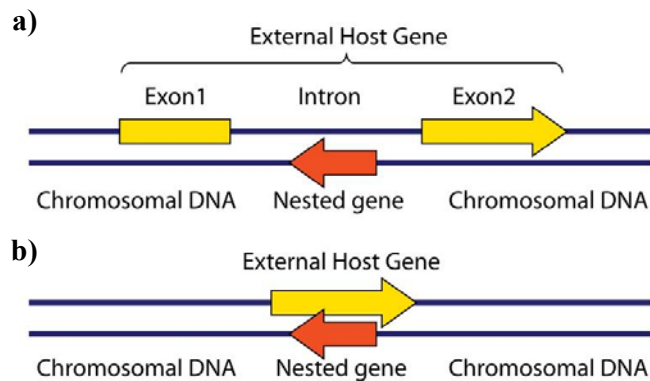 a)
External Host Gene
Exon1 Intron Exon2
Chromosomal DNA Nested gene Chromosomal DNA
b)
External Host Gene
Chromosomal DNA Nested gene Chromosomal DNA